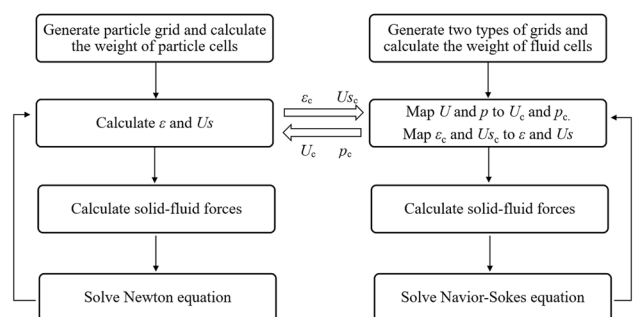 Generate particle grid and calculate
the weight of particle cells
Generate two types of grids and
calculate the weight of fluid cells
Calculate ε and Us
εc Usc
Uc pc
Map U and p to Uc and pc.
Map εc and Usc to ε and Us
Calculate solid-fluid forces
Calculate solid-fluid forces
Solve Newton equation
Solve Navior-Sokes equation